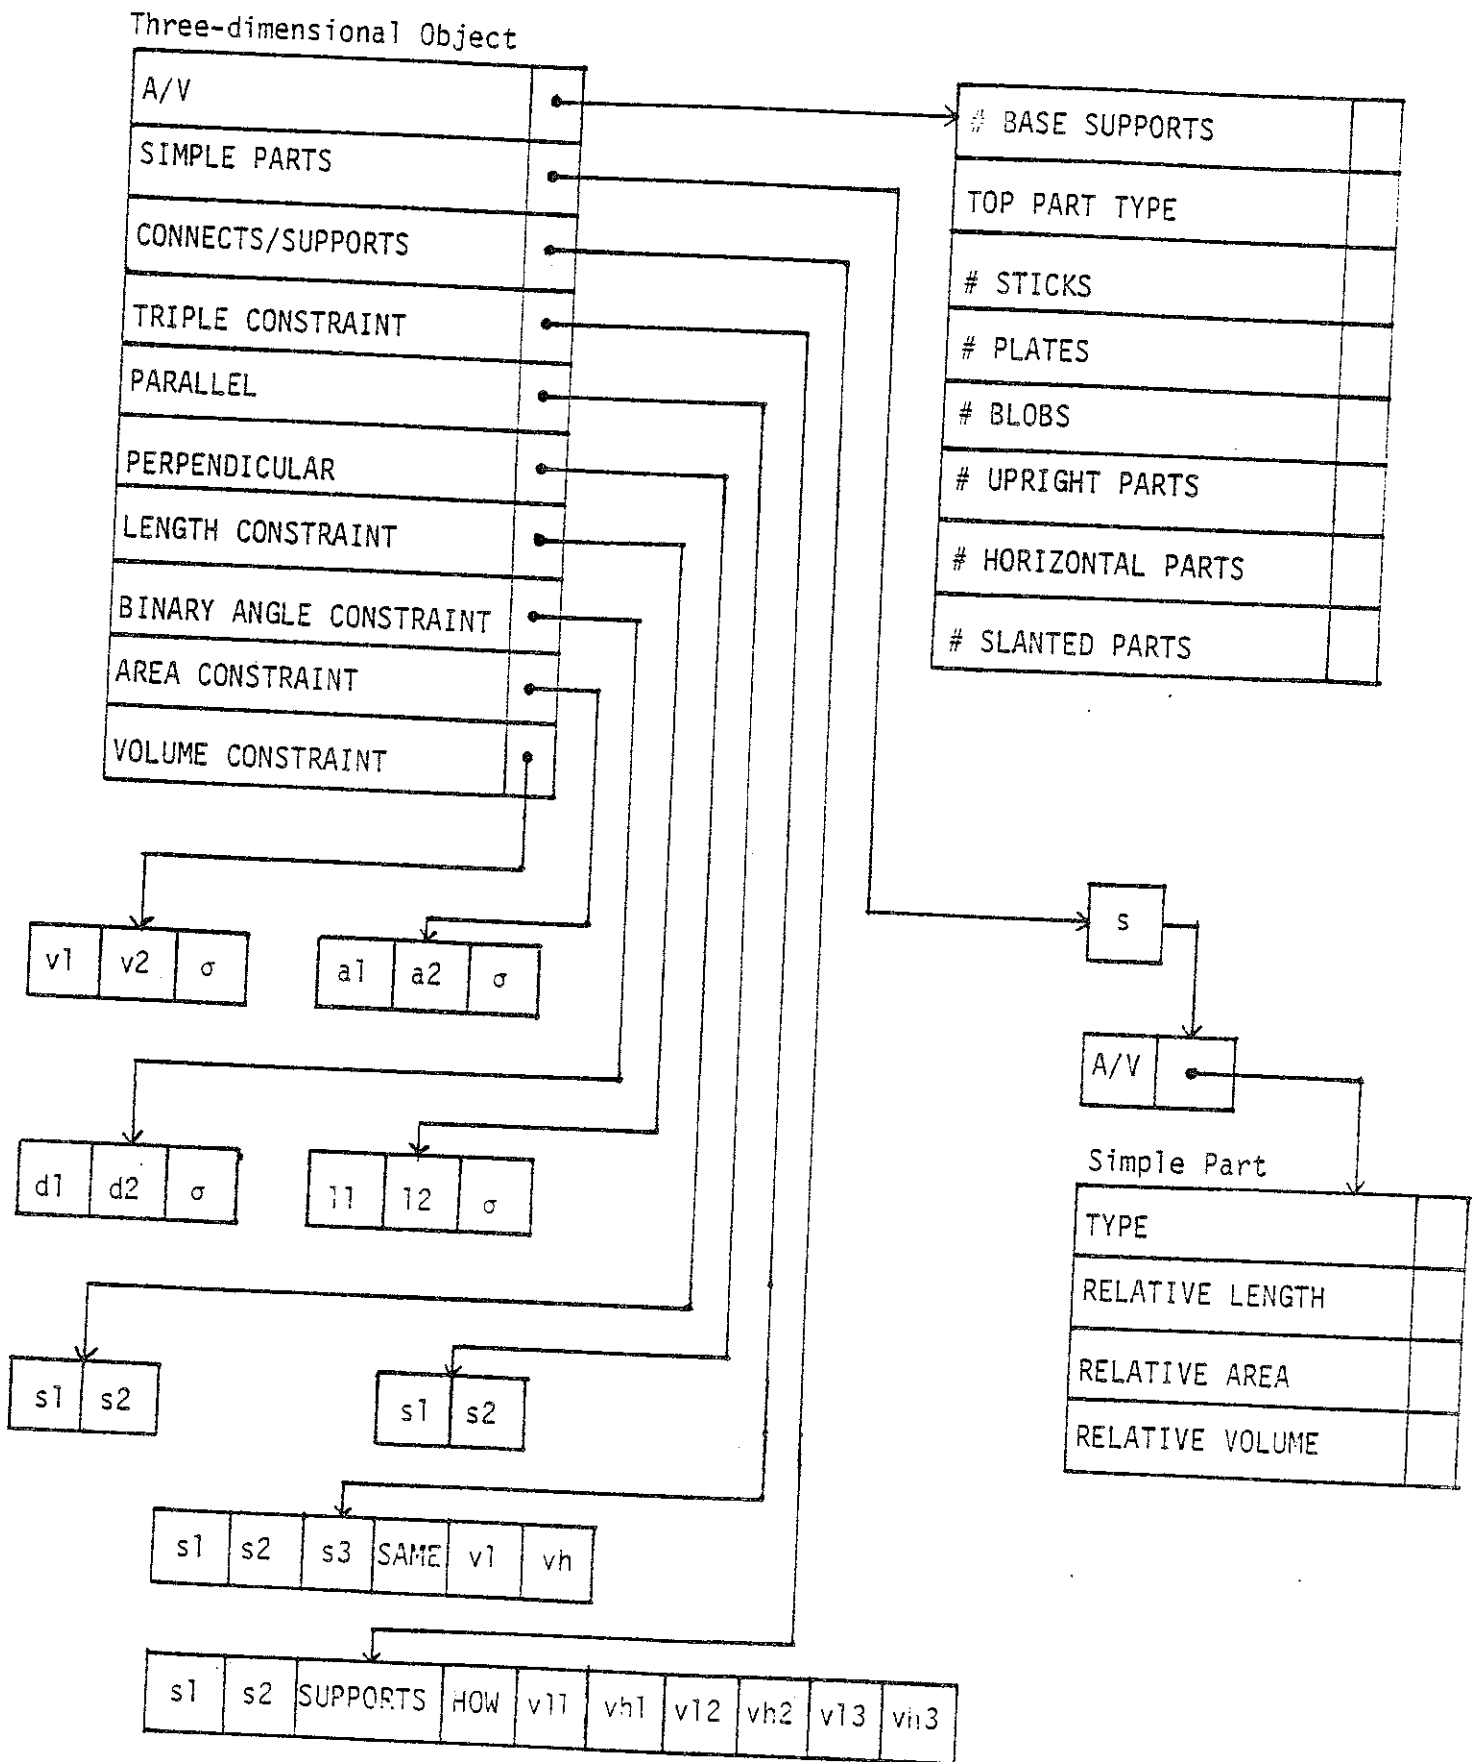 Three-dimensional Object
A/V
SIMPLE PARTS
CONNECTS/SUPPORTS
TRIPLE CONSTRAINT
PARALLEL
PERPENDICULAR
LENGTH CONSTRAINT
BINARY ANGLE CONSTRAINT
AREA CONSTRAINT
VOLUME CONSTRAINT
# BASE SUPPORTS
TOP PART TYPE
# STICKS
# PLATES
# BLOBS
# UPRIGHT PARTS
# HORIZONTAL PARTS
# SLANTED PARTS
v1 v2 σ
a1 a2 σ
s
A/V
d1 d2 σ
l1 l2 σ
Simple Part
TYPE
RELATIVE LENGTH
RELATIVE AREA
RELATIVE VOLUME
s1 s2
s1 s2
s1 s2 s3 SAME vl vh
s1 s2 SUPPORTS HOW vl1 vh1 vl2 vh2 vl3 vh3